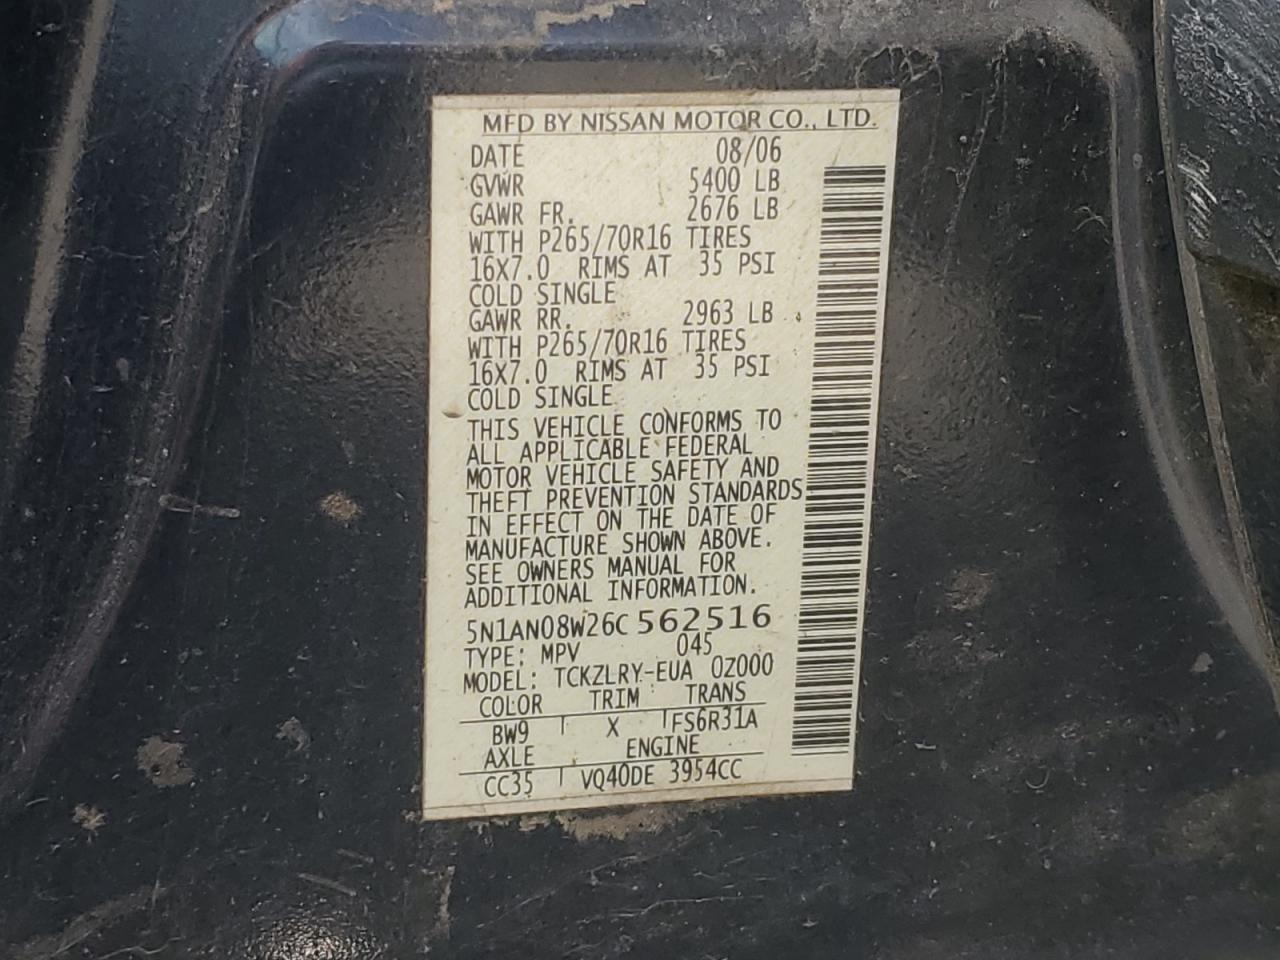 MFD BY NISSAN MOTOR CO., LTD.
DATE 08/06
GVWR 5400 LB
GAWR FR. 2676 LB
WITH P265/70R16 TIRES
16X7.0 RIMS AT 35 PSI
COLD SINGLE
GAWR RR. 2963 LB
WITH P265/70R16 TIRES
16X7.0 RIMS AT 35 PSI
COLD SINGLE
THIS VEHICLE CONFORMS TO
ALL APPLICABLE FEDERAL
MOTOR VEHICLE SAFETY AND
THEFT PREVENTION STANDARDS
IN EFFECT ON THE DATE OF
MANUFACTURE SHOWN ABOVE.
SEE OWNERS MANUAL FOR
ADDITIONAL INFORMATION.
5N1AN08W26C562516
TYPE: MPV 045
MODEL: TCKZLRY-EUA 0Z000
COLOR TRIM TRANS
BW9 X FS6R31A
AXLE ENGINE
CC35 VQ40DE 3954CC